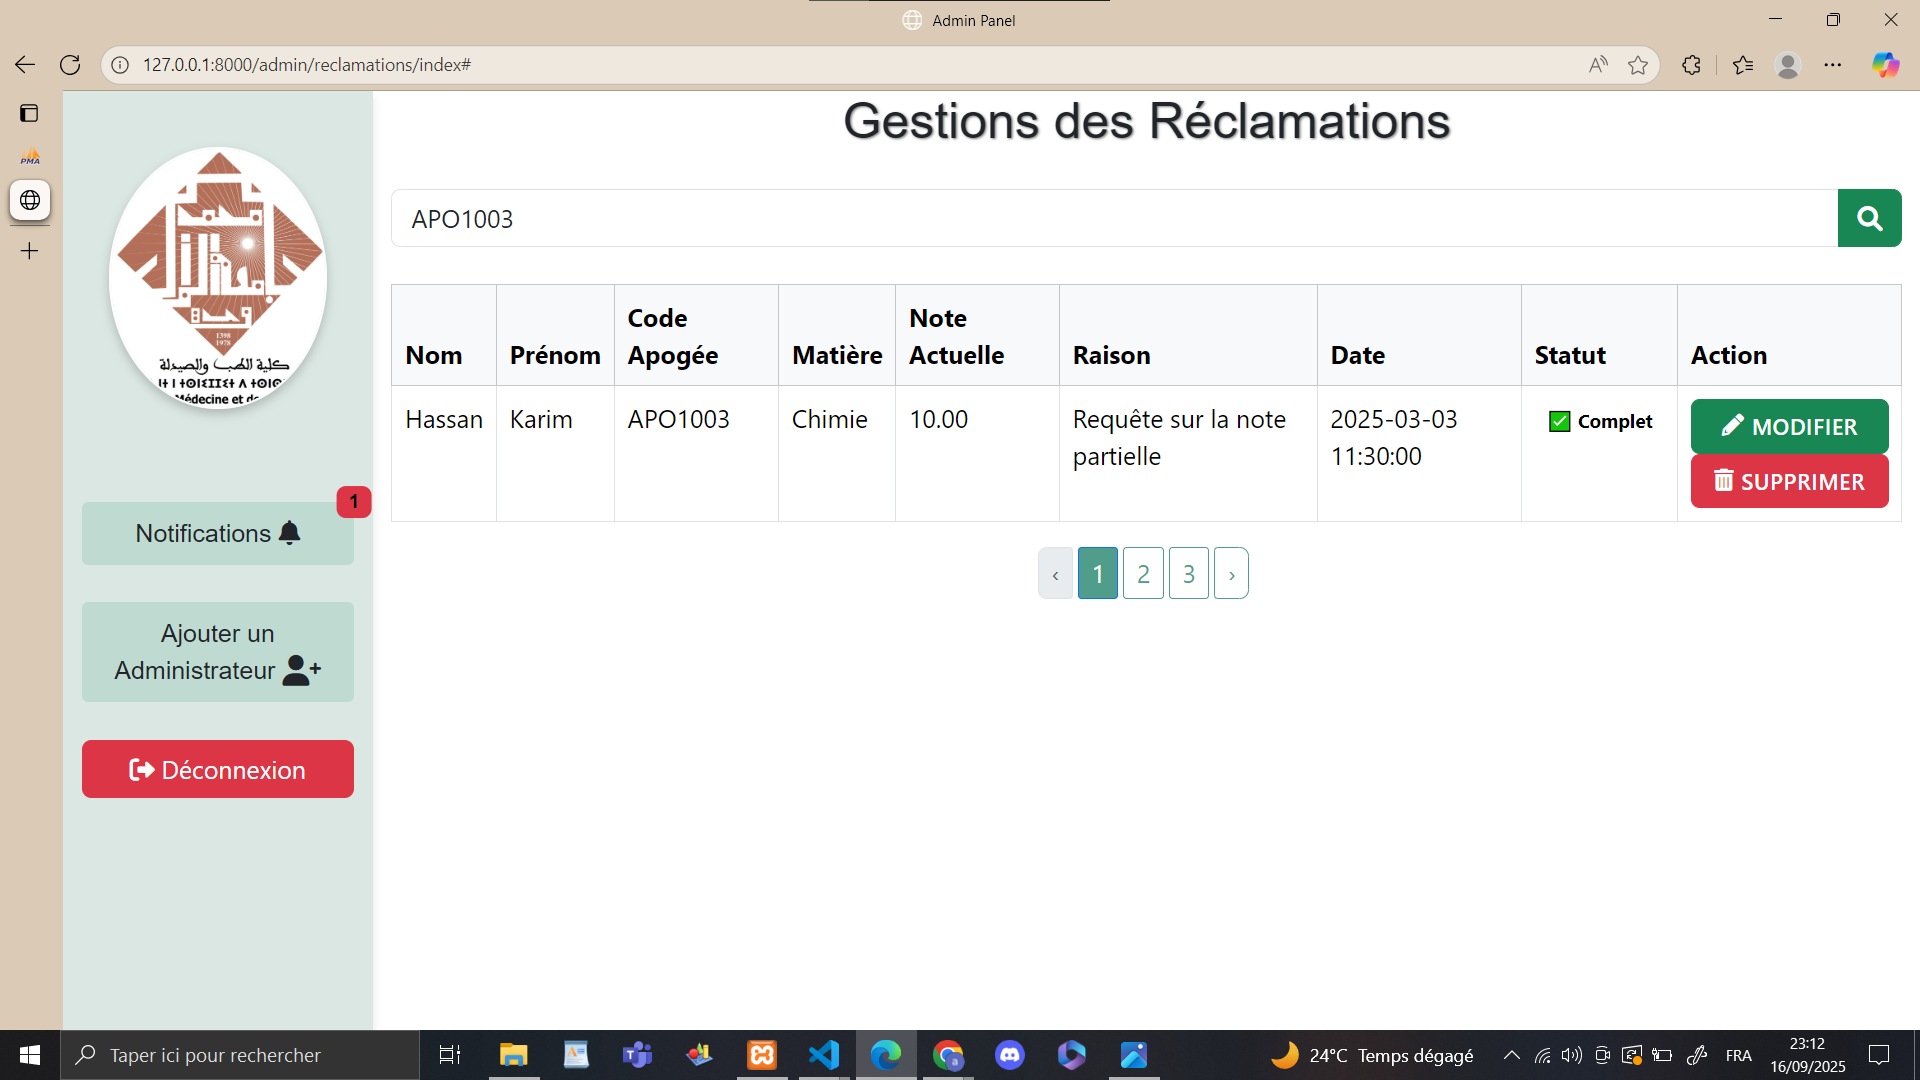 Admin Panel
127.0.0.1:8000/admin/reclamations/index#
PMA
Gestions des Réclamations
APO1003
1398
1978
كلية الطب والصيدلة
Médecine et de
Nom
Prénom
Code Apogée
Matière
Note Actuelle
Raison
Date
Statut
Action
Hassan
Karim
APO1003
Chimie
10.00
Requête sur la note
partielle
2025-03-03
11:30:00
Complet
MODIFIER
SUPPRIMER
‹ 1 2 3 ›
1
Notifications
Ajouter un
Administrateur
Déconnexion
Taper ici pour rechercher
24°C Temps dégagé
FRA
23:12
16/09/2025